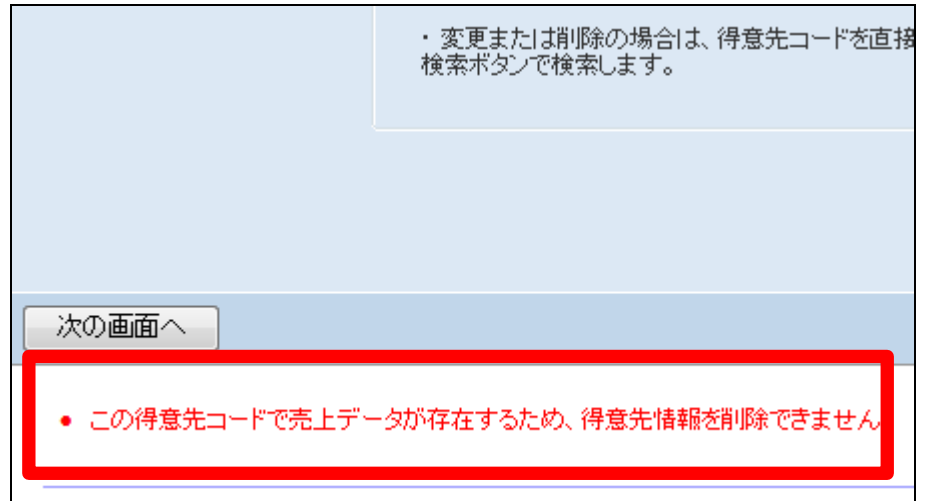 ・変更または削除の場合は、得意先コードを直接
検索ボタンで検索します。
次の画面へ
● この得意先コードで売上データが存在するため、得意先情報を削除できません